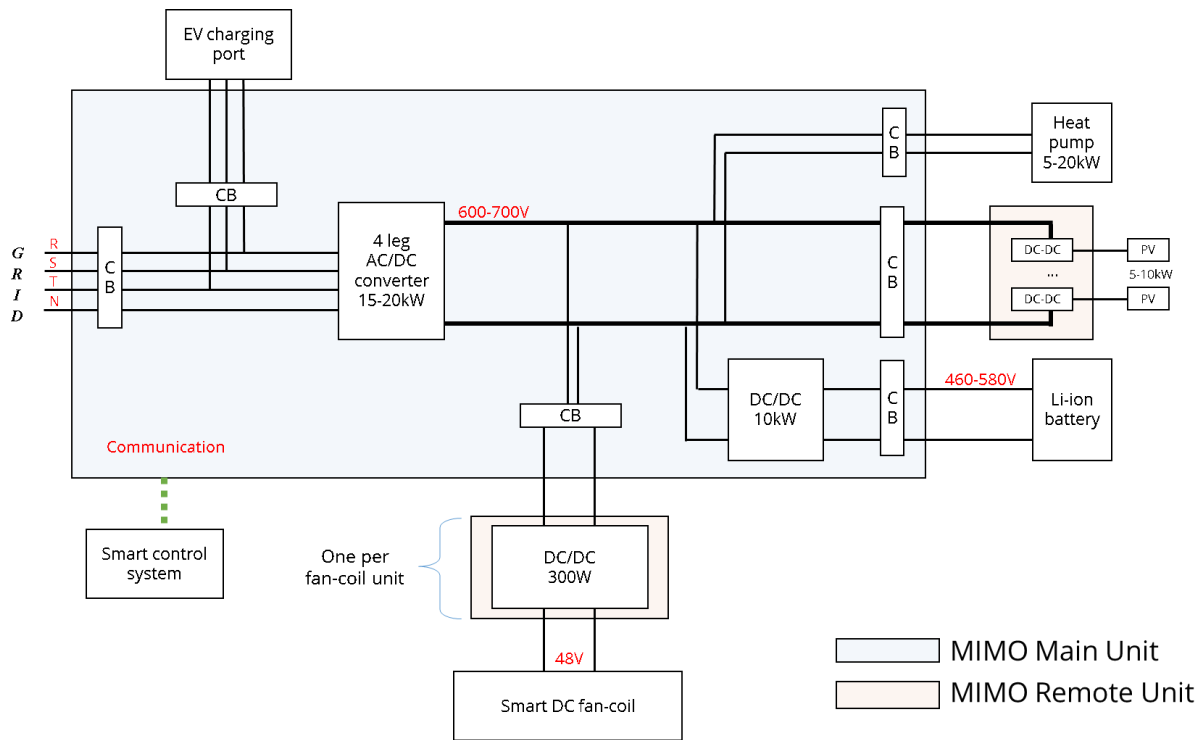 EV charging
port
CB
G
R
I
D
R
S
T
N
C
B
4 leg
AC/DC
converter
15-20kW
600-700V
C
B
Heat
pump
5-20kW
C
B
DC-DC
...
DC-DC
PV
5-10kW
PV
DC/DC
10kW
C
B
460-580V
Li-ion
battery
CB
Communication
Smart control
system
One per
fan-coil unit
DC/DC
300W
48V
Smart DC fan-coil
MIMO Main Unit
MIMO Remote Unit